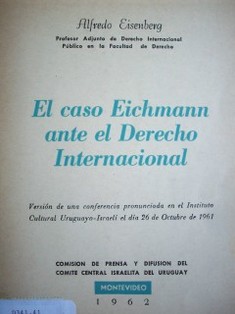 Alfredo Eisenberg
Profesor Adjunto de Derecho Internacional
Público en la Facultad de Derecho
El caso Eichmann
ante el Derecho
Internacional
Versión de una conferencia pronunciada en el Instituto
Cultural Uruguayo-Israelí el día 26 de Octubre de 1961
COMISION DE PRENSA Y DIFUSION DEL
COMITE CENTRAL ISRAELITA DEL URUGUAY
MONTEVIDEO
1962